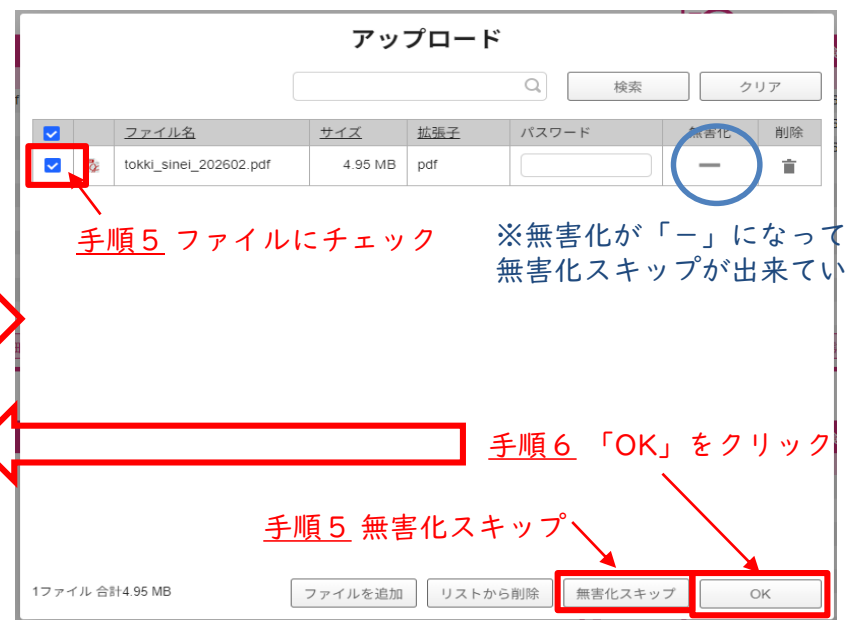 アップロード
検索 クリア
ファイル名 サイズ 拡張子 パスワード 無害化 削除
tokki_sinei_202602.pdf 4.95 MB pdf
手順５ ファイルにチェック
※無害化が「－」になって
無害化スキップが出来てい
手順６ 「OK」をクリック
手順５ 無害化スキップ
1ファイル 合計4.95 MB ファイルを追加 リストから削除 無害化スキップ OK